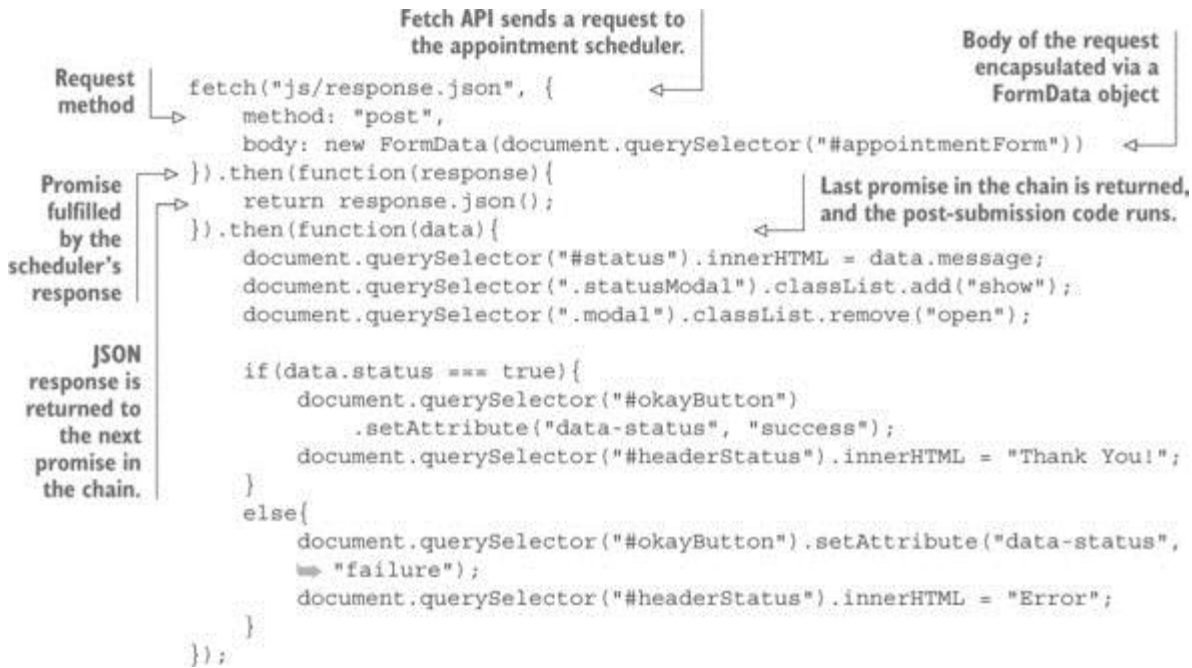 Fetch API sends a request to
the appointment scheduler.
Body of the request
encapsulated via a
FormData object
Request
method
fetch("js/response.json", {
method: "post",
body: new FormData(document.querySelector("#appointmentForm"))
Promise
fulfilled
by the
scheduler's
response
}).then(function(response){
return response.json();
Last promise in the chain is returned,
and the post-submission code runs.
}).then(function(data){
document.querySelector("#status").innerHTML = data.message;
document.querySelector(".statusModal").classList.add("show");
document.querySelector(".modal").classList.remove("open");
JSON
response is
returned to
the next
promise in
the chain.
if(data.status === true){
document.querySelector("#okayButton")
.setAttribute("data-status", "success");
document.querySelector("#headerStatus").innerHTML = "Thank You!";
}
else{
document.querySelector("#okayButton").setAttribute("data-status",
➥ "failure");
document.querySelector("#headerStatus").innerHTML = "Error";
}
});